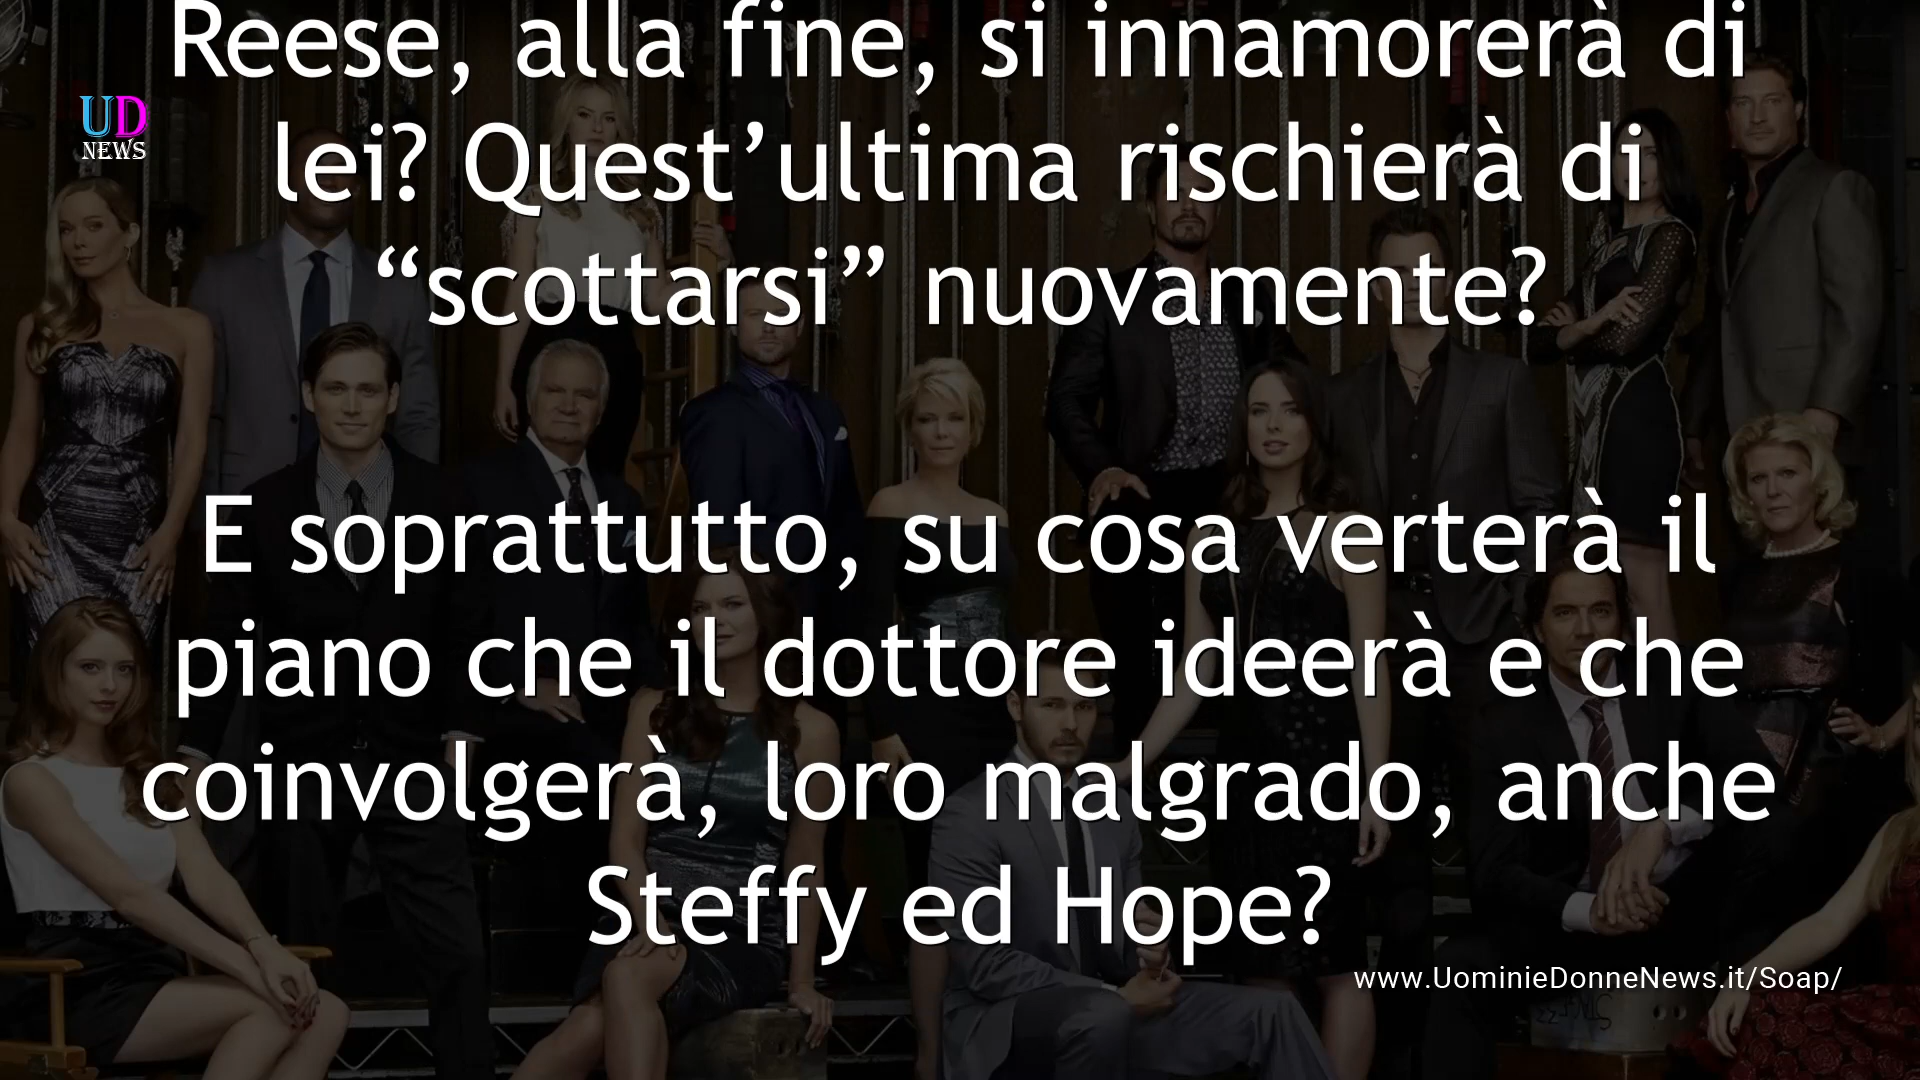 Reese, alla fine, si innamorerà di
lei? Quest’ultima rischierà di
“scottarsi” nuovamente?
E soprattutto, su cosa verterà il
piano che il dottore ideerà e che
coinvolgerà, loro malgrado, anche
Steffy ed Hope?
UD
NEWS
www.UominieDonneNews.it/Soap/